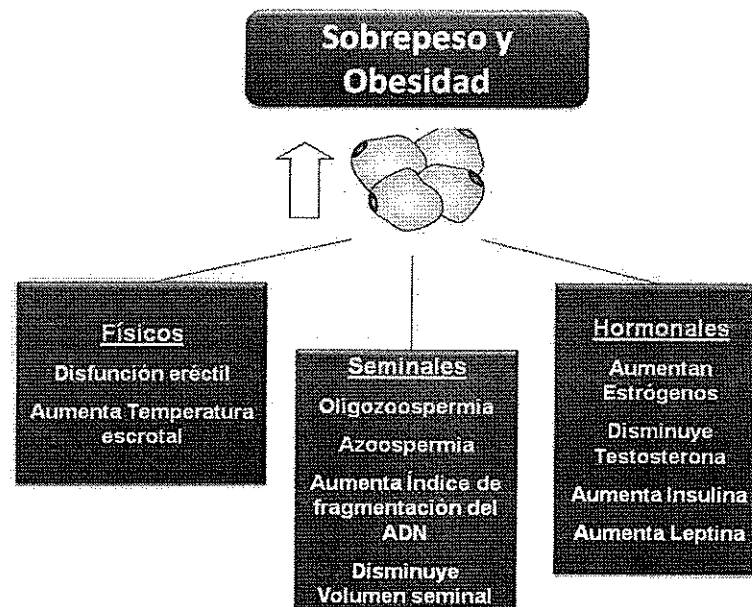 Sobrepeso y
Obesidad
Físicos
Disfunción eréctil
Aumenta Temperatura
escrotal
Seminales
Oligozoospermia
Azoospermia
Aumenta Índice de
fragmentación del
ADN
Disminuye
Volumen seminal
Hormonales
Aumentan
Estrógenos
Disminuye
Testosterona
Aumenta Insulina
Aumenta Leptina